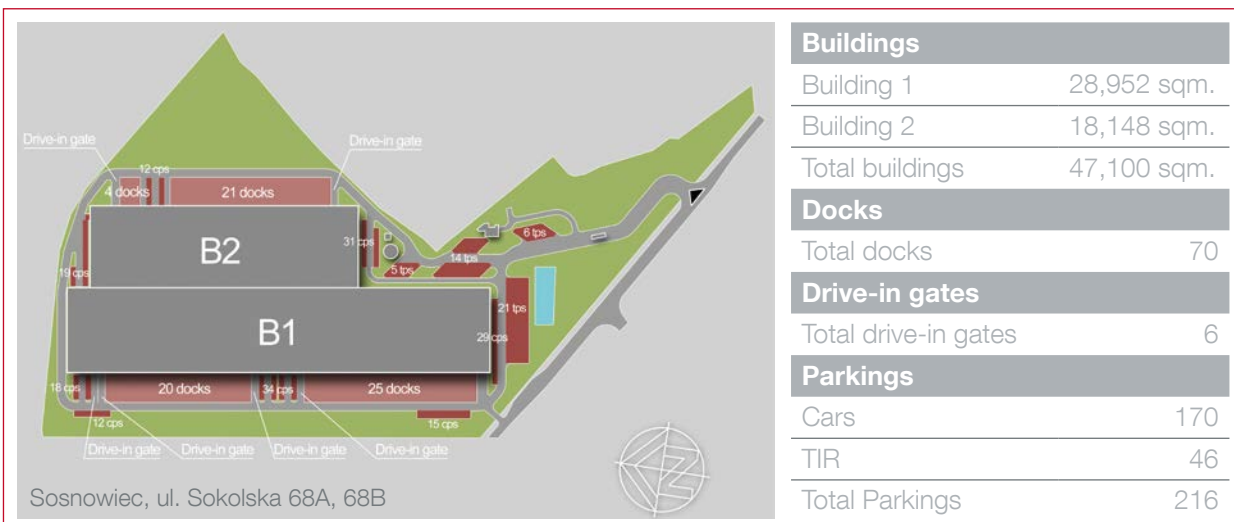 Drive-in gate
Drive-in gate
12 cps
4 docks
21 docks
B2
31 cps
6 tps
14 tps
5 tps
19 cps
B1
21 tps
29 cps
18 cps
20 docks
34 cps
25 docks
12 cps
15 cps
Drive-in gate
Drive-in gate
Drive-in gate
Drive-in gate
Sosnowiec, ul. Sokolska 68A, 68B
N
Buildings
Building 1 28,952 sqm.
Building 2 18,148 sqm.
Total buildings 47,100 sqm.
Docks
Total docks 70
Drive-in gates
Total drive-in gates 6
Parkings
Cars 170
TIR 46
Total Parkings 216